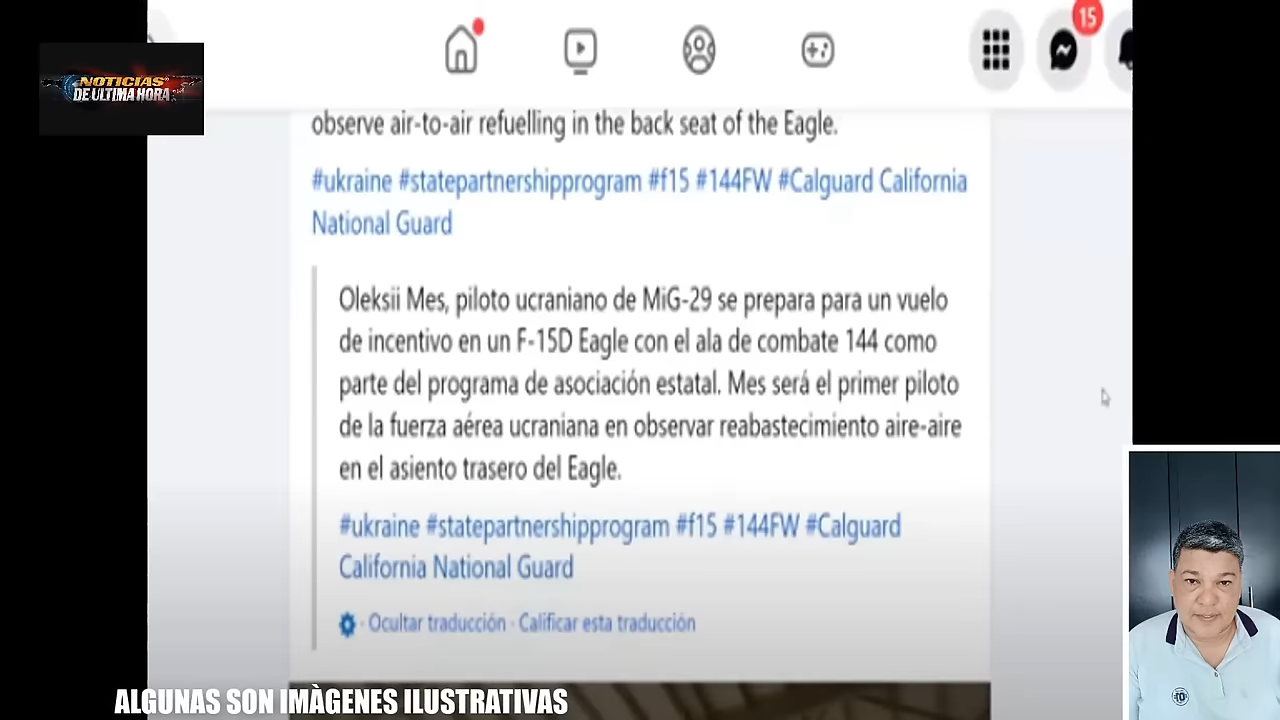 15
NOTICIAS
DE ULTIMA HORA
observe air-to-air refuelling in the back seat of the Eagle.
#ukraine #statepartnershipprogram #f15 #144FW #Calguard California
National Guard
Oleksii Mes, piloto ucraniano de MiG-29 se prepara para un vuelo
de incentivo en un F-15D Eagle con el ala de combate 144 como
parte del programa de asociación estatal. Mes será el primer piloto
de la fuerza aérea ucraniana en observar reabastecimiento aire-aire
en el asiento trasero del Eagle.
#ukraine #statepartnershipprogram #f15 #144FW #Calguard
California National Guard
· Ocultar traducción · Calificar esta traducción
ALGUNAS SON IMÀGENES ILUSTRATIVAS